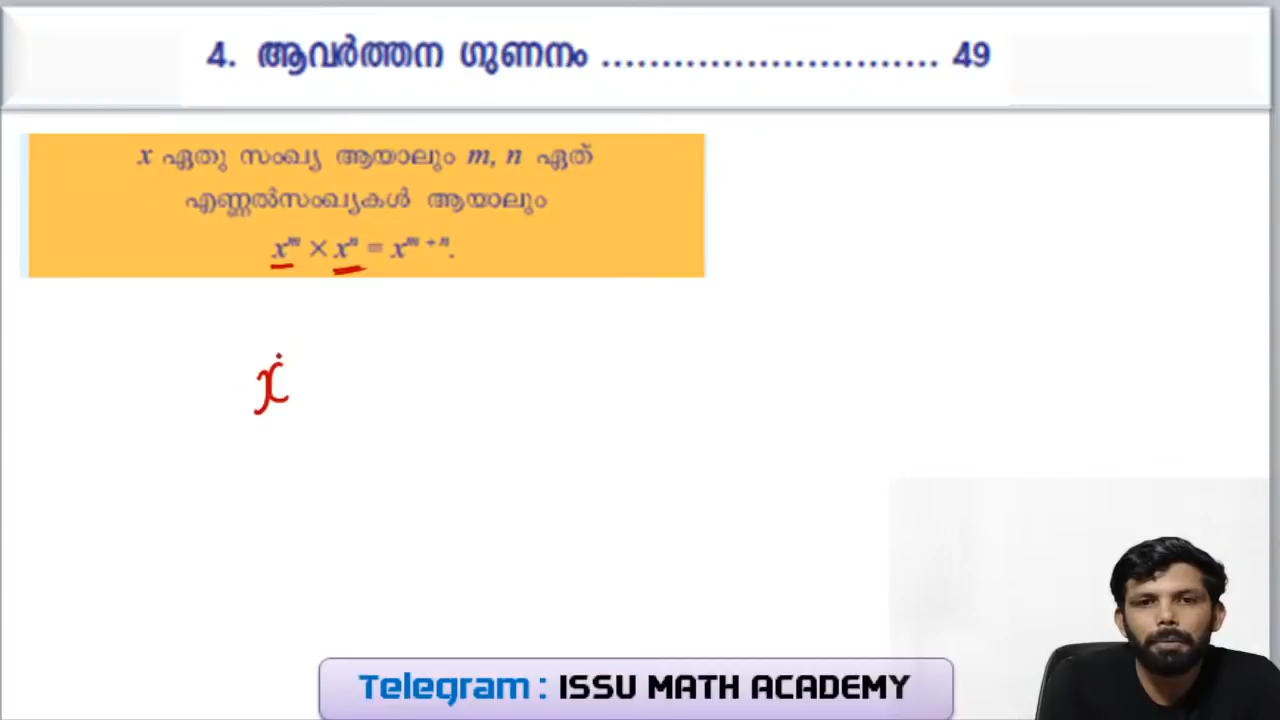 4. ആവർത്തന ഗുണനം ............................ 49
x ഏതു സംഖ്യ ആയാലും m, n ഏത്
എണ്ണൽസംഖ്യകൾ ആയാലും
xᵐ × xⁿ = xᵐ⁺ⁿ.
x
Telegram : ISSU MATH ACADEMY